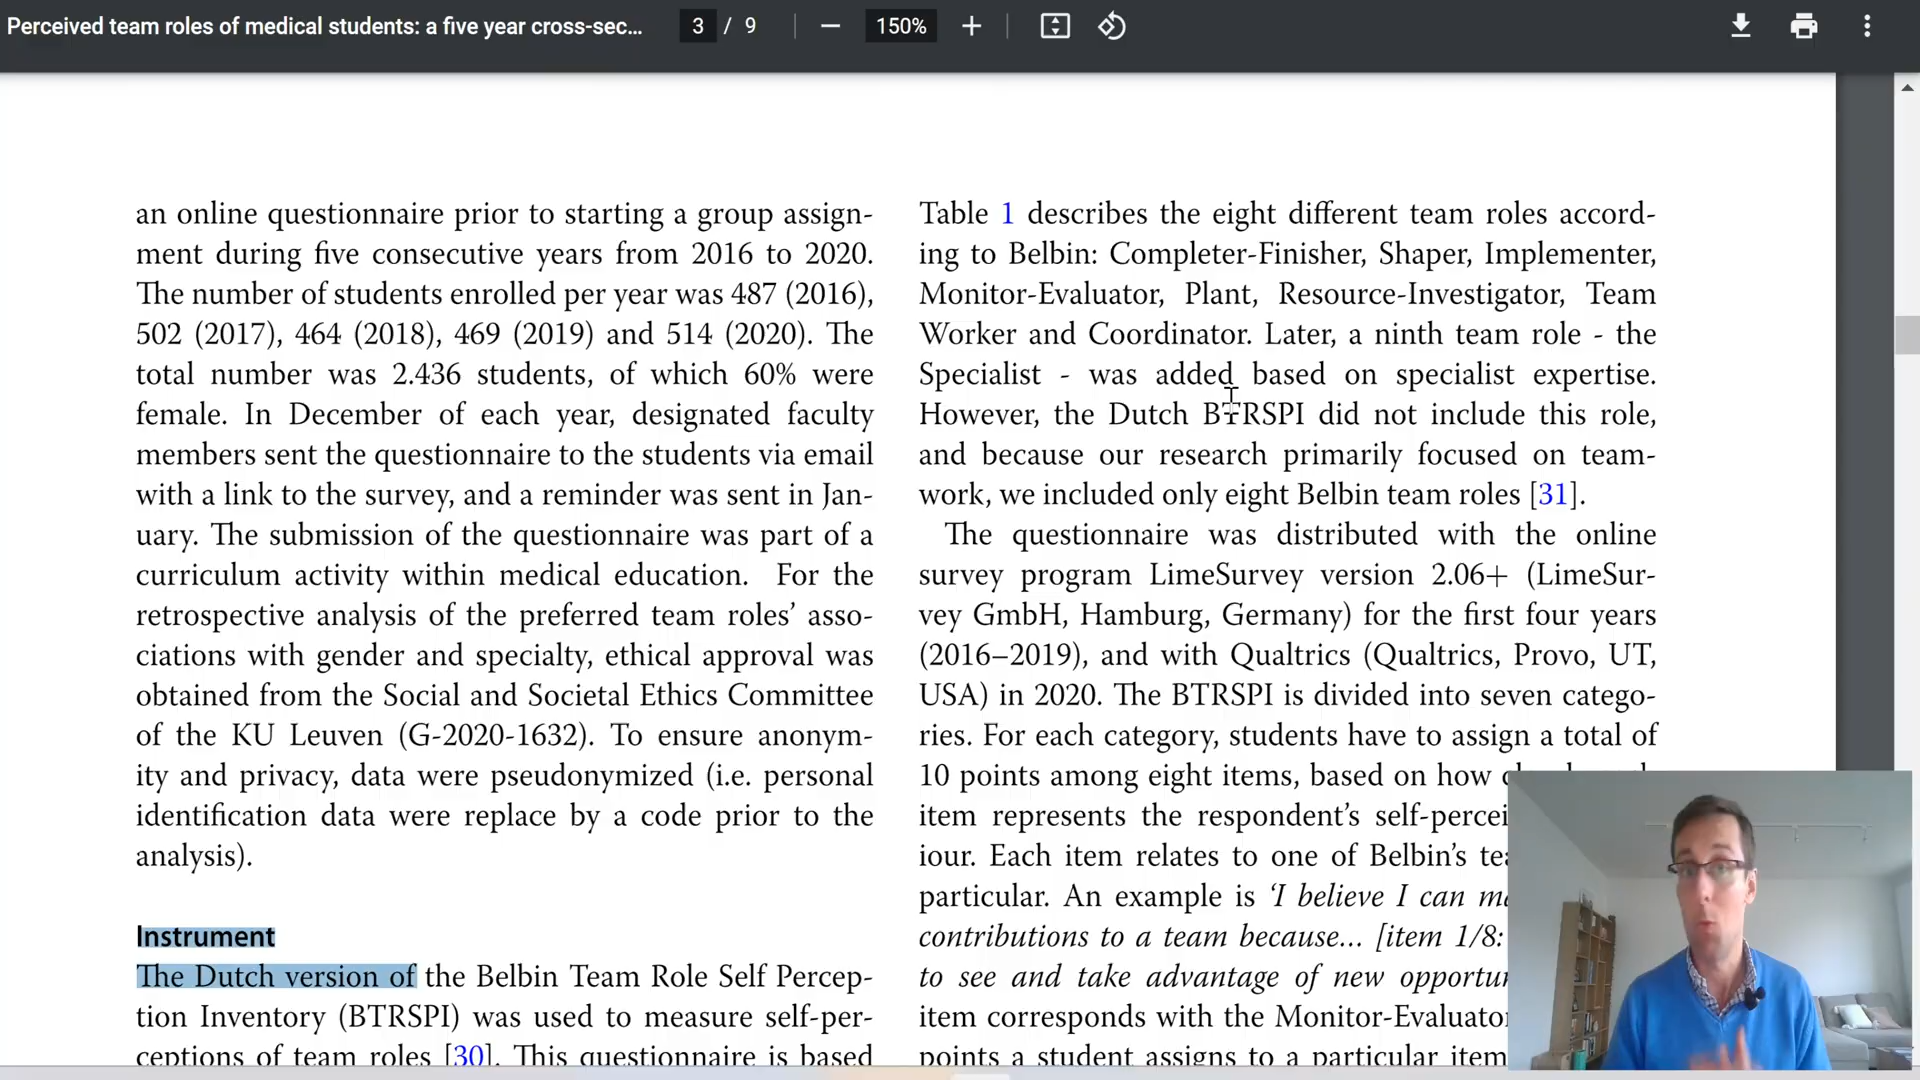 Perceived team roles of medical students: a five year cross-sec...
3 / 9
150%
an online questionnaire prior to starting a group assign-
ment during five consecutive years from 2016 to 2020.
The number of students enrolled per year was 487 (2016),
502 (2017), 464 (2018), 469 (2019) and 514 (2020). The
total number was 2.436 students, of which 60% were
female. In December of each year, designated faculty
members sent the questionnaire to the students via email
with a link to the survey, and a reminder was sent in Jan-
uary. The submission of the questionnaire was part of a
curriculum activity within medical education. For the
retrospective analysis of the preferred team roles’ asso-
ciations with gender and specialty, ethical approval was
obtained from the Social and Societal Ethics Committee
of the KU Leuven (G-2020-1632). To ensure anonym-
ity and privacy, data were pseudonymized (i.e. personal
identification data were replace by a code prior to the
analysis).
Instrument
The Dutch version of the Belbin Team Role Self Percep-
tion Inventory (BTRSPI) was used to measure self-per-
ceptions of team roles [30]. This questionnaire is based
Table 1 describes the eight different team roles accord-
ing to Belbin: Completer-Finisher, Shaper, Implementer,
Monitor-Evaluator, Plant, Resource-Investigator, Team
Worker and Coordinator. Later, a ninth team role - the
Specialist - was added based on specialist expertise.
However, the Dutch BTRSPI did not include this role,
and because our research primarily focused on team-
work, we included only eight Belbin team roles [31].
The questionnaire was distributed with the online
survey program LimeSurvey version 2.06+ (LimeSur-
vey GmbH, Hamburg, Germany) for the first four years
(2016–2019), and with Qualtrics (Qualtrics, Provo, UT,
USA) in 2020. The BTRSPI is divided into seven catego-
ries. For each category, students have to assign a total of
10 points among eight items, based on how
item represents the respondent’s self-percei
iour. Each item relates to one of Belbin’s te
particular. An example is ‘I believe I can m
contributions to a team because... [item 1/8:
to see and take advantage of new opportun
item corresponds with the Monitor-Evaluato
points a student assigns to a particular item